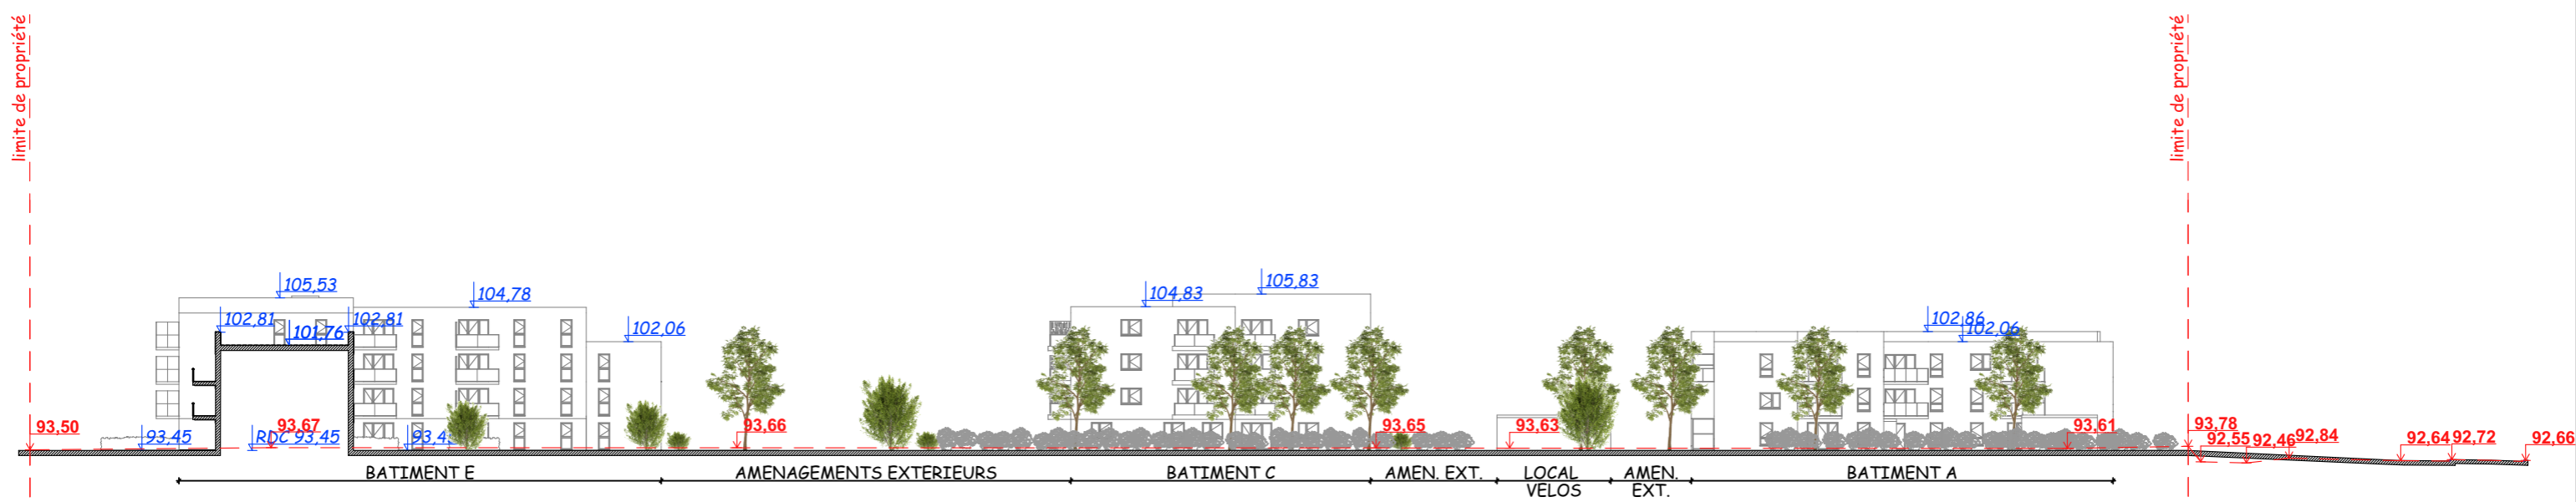 limite de propriété
limite de propriété
105,53
104,78
102,81
102,81
101,76
102,06
104,83
105,83
102,86
102,06
93,50
93,45
RDC 93,45
93,67
93,4
93,66
93,65
93,63
93,61
93,78
92,55
92,46
92,84
92,64
92,72
92,66
BATIMENT E
AMENAGEMENTS EXTERIEURS
BATIMENT C
AMEN. EXT.
LOCAL
VELOS
AMEN.
EXT.
BATIMENT A